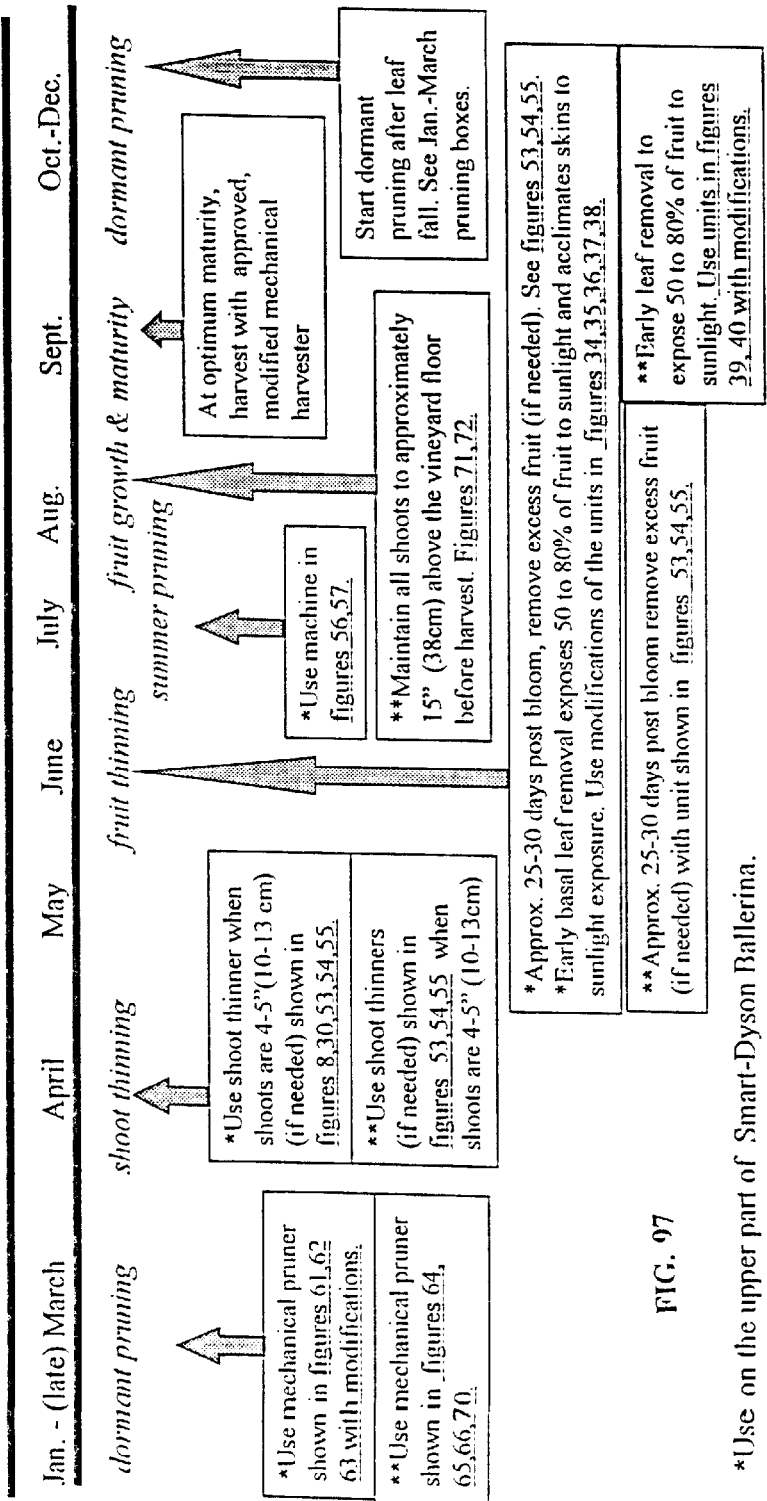 Jan. - (late) March April May June July Aug. Sept. Oct.-Dec.
dormant pruning shoot thinning fruit thinning fruit growth & maturity dormant pruning
summer pruning
*Use mechanical pruner
shown in figures 61,62
63 with modifications.
**Use mechanical pruner
shown in figures 64,
65,66,70.
*Use shoot thinner when
shoots are 4-5"(10-13 cm)
(if needed) shown in
figures 8,30,53,54,55.
**Use shoot thinners
(if needed) shown in
figures 53,54,55 when
shoots are 4-5" (10-13cm)
*Use machine in
figures 56,57.
**Maintain all shoots to approximately
15" (38cm) above the vineyard floor
before harvest. Figures 71,72.
At optimum maturity,
harvest with approved,
modified mechanical
harvester
Start dormant
pruning after leaf
fall. See Jan.-March
pruning boxes.
*Approx. 25-30 days post bloom, remove excess fruit (if needed). See figures 53,54,55.
*Early basal leaf removal exposes 50 to 80% of fruit to sunlight and acclimates skins to
sunlight exposure. Use modifications of the units in figures 34,35,36,37,38.
**Approx. 25-30 days post bloom remove excess fruit
(if needed) with unit shown in figures 53,54,55.
**Early leaf removal to
expose 50 to 80% of fruit to
sunlight. Use units in figures
39, 40 with modifications.
FIG. 97
*Use on the upper part of Smart-Dyson Ballerina.